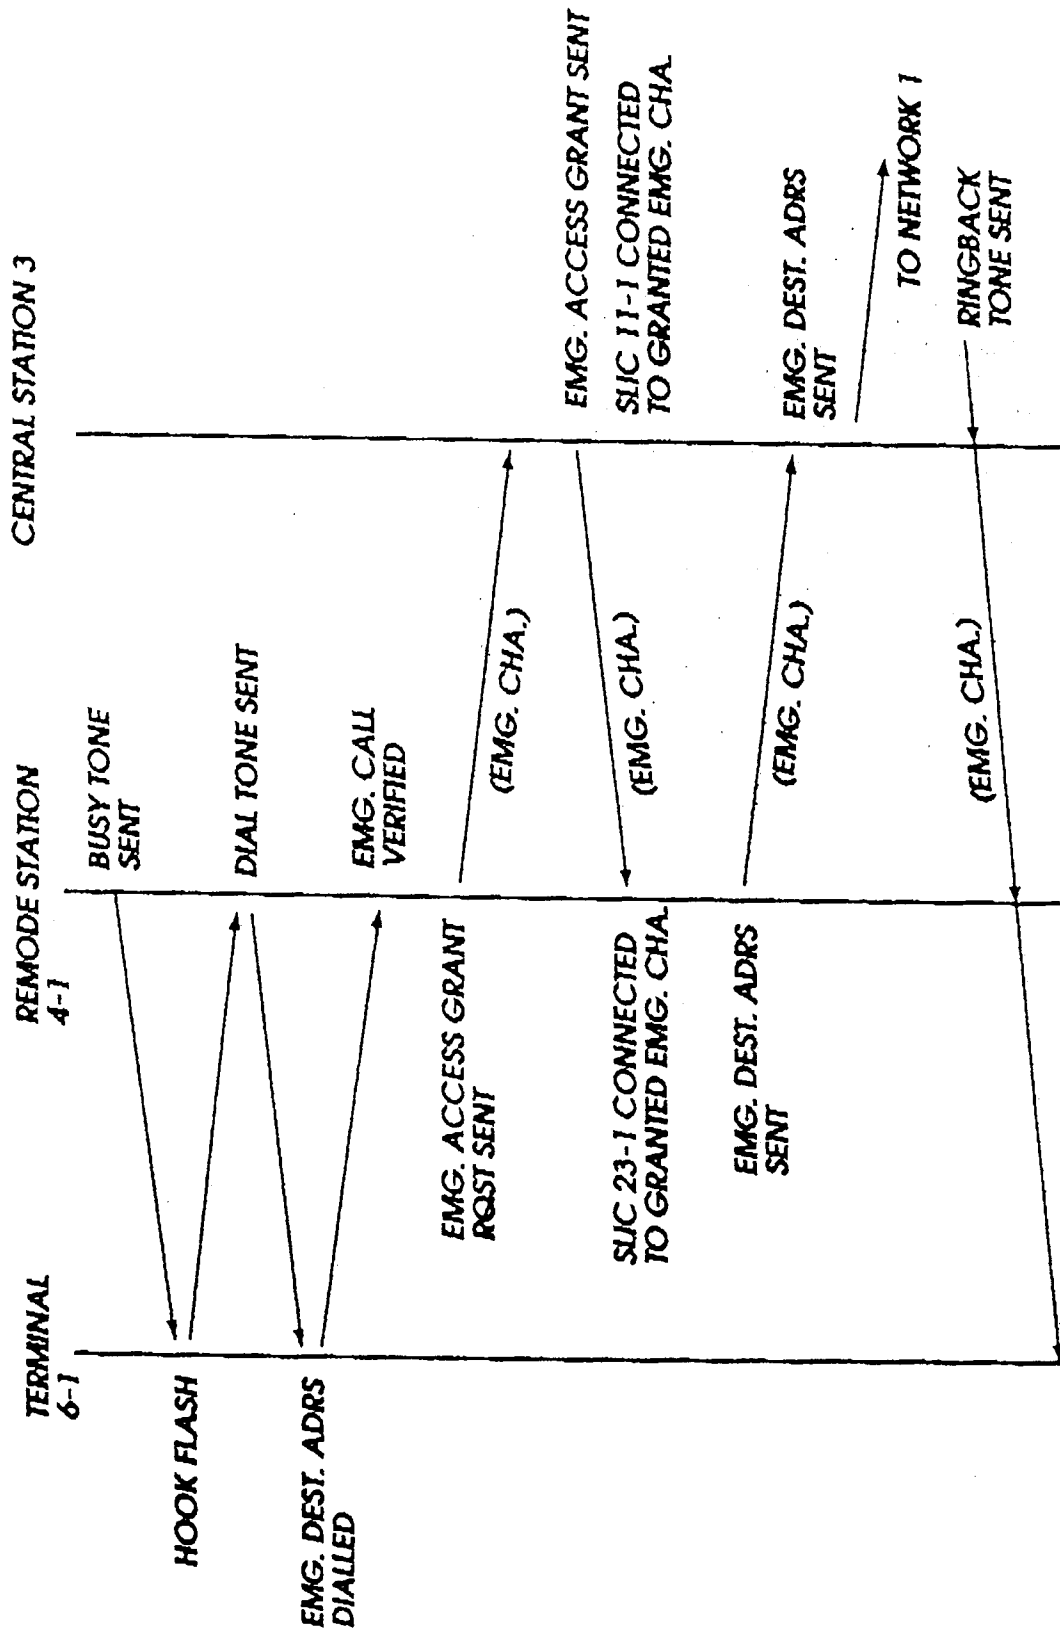 TERMINAL
6-1
REMODE STATION
4-1
CENTRAL STATION 3
BUSY TONE
SENT
HOOK FLASH
DIAL TONE SENT
EMG. DEST. ADRS
DIALLED
EMG. CALL
VERIFIED
EMG. ACCESS GRANT
RQST SENT
(EMG. CHA.)
EMG. ACCESS GRANT SENT
SLIC 11-1 CONNECTED
TO GRANTED EMG. CHA.
(EMG. CHA.)
SLIC 23-1 CONNECTED
TO GRANTED EMG. CHA.
EMG. DEST. ADRS
SENT
(EMG. CHA.)
EMG. DEST. ADRS
SENT
TO NETWORK 1
RINGBACK
TONE SENT
(EMG. CHA.)